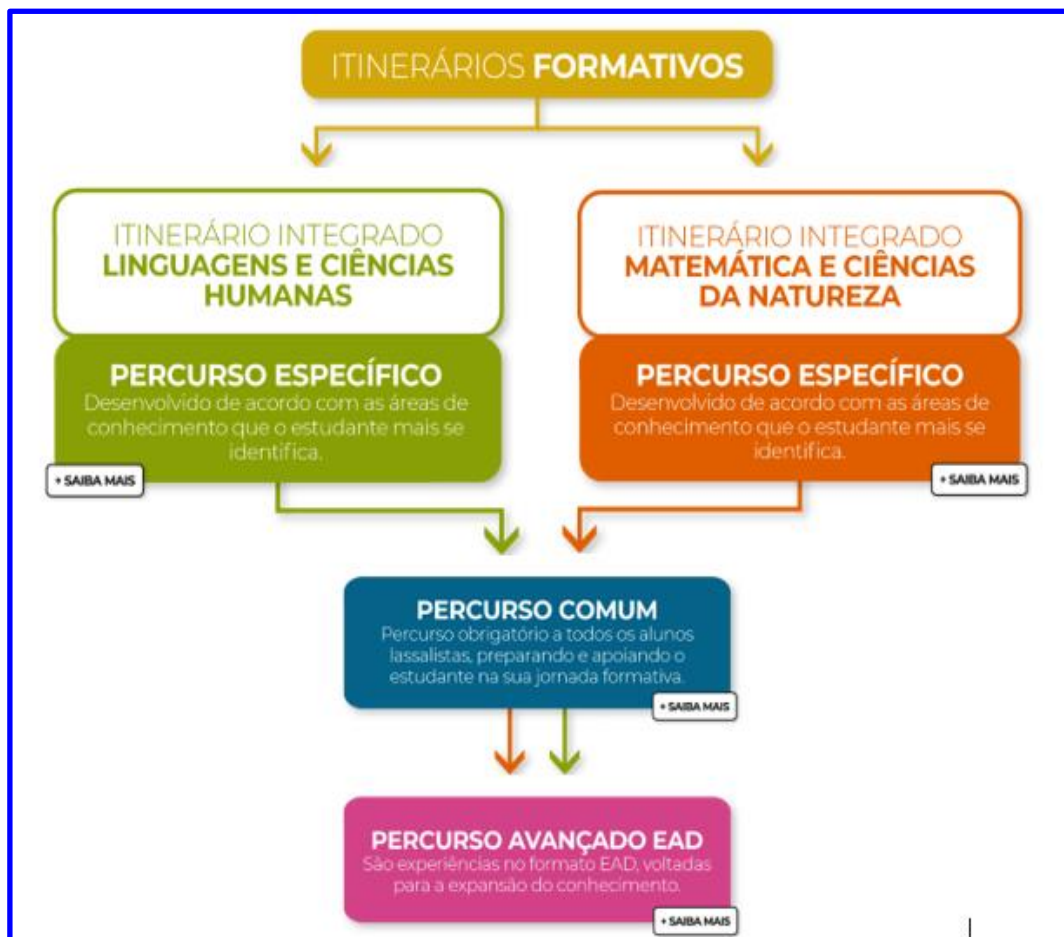 ITINERÁRIOS FORMATIVOS
ITINERÁRIO INTEGRADO
LINGUAGENS E CIÊNCIAS
HUMANAS
PERCURSO ESPECÍFICO
Desenvolvido de acordo com as áreas de
conhecimento que o estudante mais se
identifica.
+ SAIBA MAIS
ITINERÁRIO INTEGRADO
MATEMÁTICA E CIÊNCIAS
DA NATUREZA
PERCURSO ESPECÍFICO
Desenvolvido de acordo com as áreas de
conhecimento que o estudante mais se
identifica.
+ SAIBA MAIS
PERCURSO COMUM
Percurso obrigatório a todos os alunos
lassalistas, preparando e apoiando o
estudante na sua jornada formativa.
+ SAIBA MAIS
PERCURSO AVANÇADO EAD
São experiências no formato EAD, voltadas
para a expansão do conhecimento.
+ SAIBA MAIS